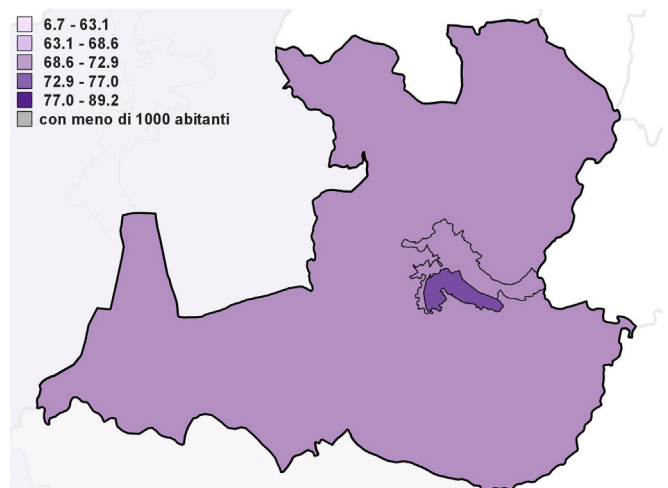 6.7 - 63.1
63.1 - 68.6
68.6 - 72.9
72.9 - 77.0
77.0 - 89.2
con meno di 1000 abitanti